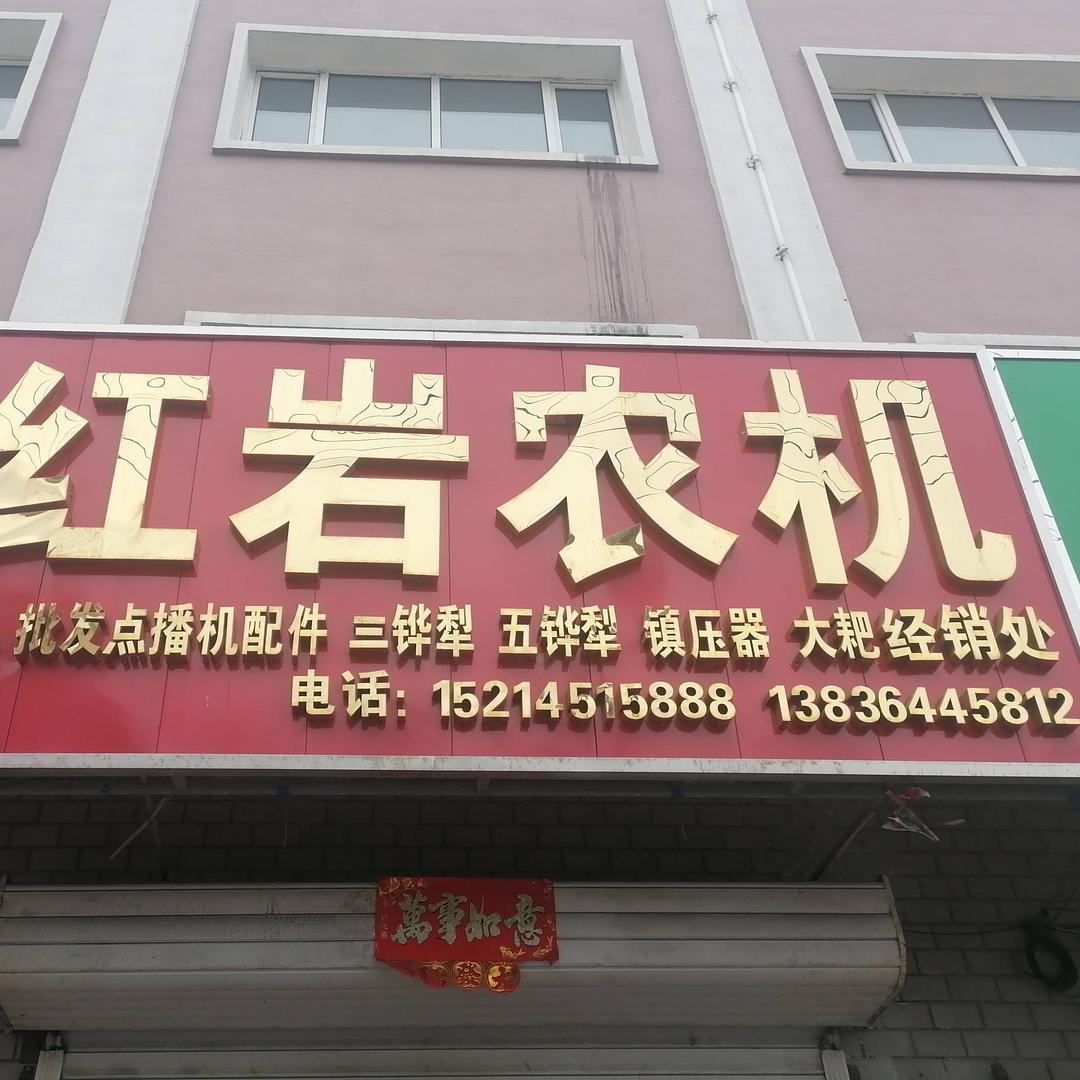 红岩农机
批发点播机配件 三铧犁 五铧犁 镇压器 大耙经销处
电话：15214515888 13836445812
萬事如意